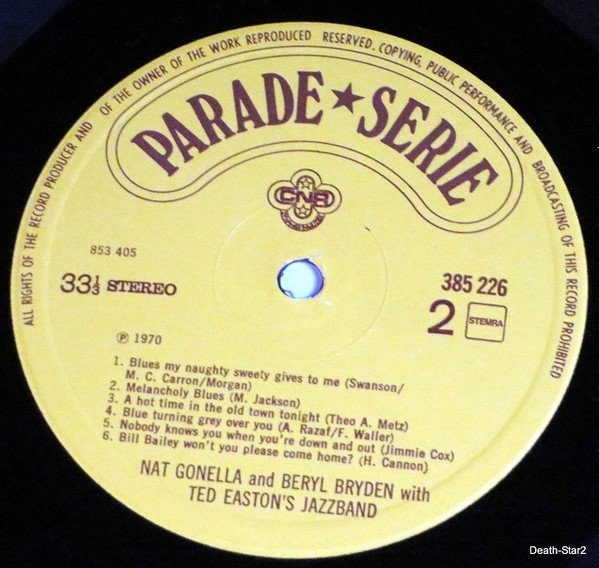 ALL RIGHTS OF THE RECORD PRODUCER AND OF THE OWNER OF THE WORK REPRODUCED RESERVED. COPYING, PUBLIC PERFORMANCE AND BROADCASTING OF THIS RECORD PROHIBITED
PARADE ★ SERIE
CNR
853 405
33⅓ STEREO
385 226
2 STEMRA
℗ 1970
1. Blues my naughty sweety gives to me (Swanson/
M. C. Carron/Morgan)
2. Melancholy Blues (M. Jackson)
3. A hot time in the old town tonight (Theo A. Metz)
4. Blue turning grey over you (A. Razaf/F. Waller)
5. Nobody knows you when you're down and out (Jimmie Cox)
6. Bill Bailey won't you please come home? (H. Cannon)
NAT GONELLA and BERYL BRYDEN with
TED EASTON'S JAZZBAND
Death-Star2